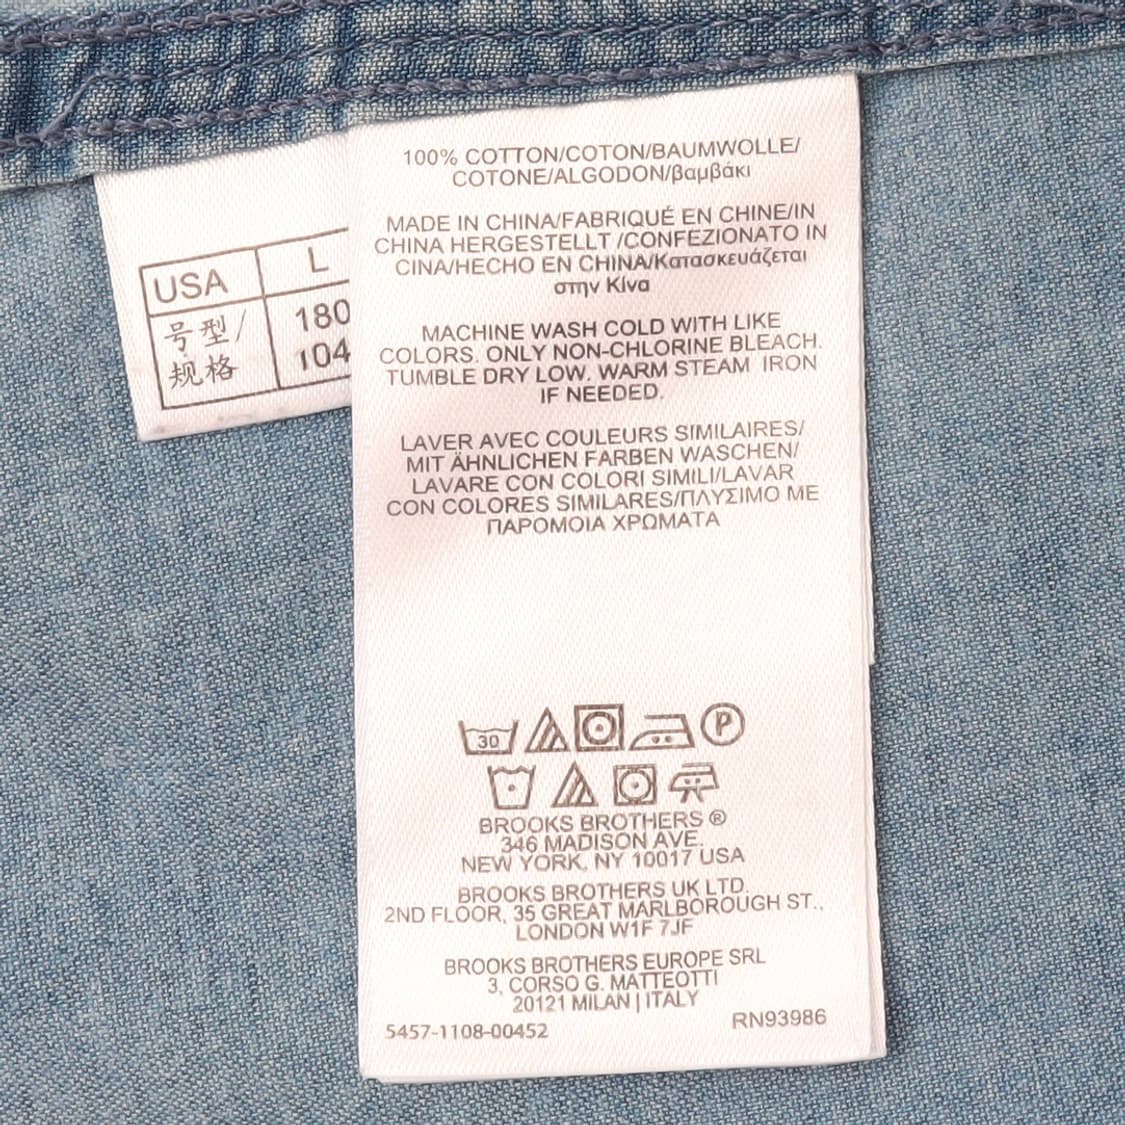 100% COTTON/COTON/BAUMWOLLE/
COTONE/ALGODON/βαμβάκι
MADE IN CHINA/FABRIQUÉ EN CHINE/IN
CHINA HERGESTELLT /CONFEZIONATO IN
CINA/HECHO EN CHINA/Κατασκευάζεται
στην Κίνα
MACHINE WASH COLD WITH LIKE
COLORS. ONLY NON-CHLORINE BLEACH.
TUMBLE DRY LOW. WARM STEAM IRON
IF NEEDED.
LAVER AVEC COULEURS SIMILAIRES/
MIT ÄHNLICHEN FARBEN WASCHEN/
LAVARE CON COLORI SIMILI/LAVAR
CON COLORES SIMILARES/ΠΛΥΣΙΜΟ ΜΕ
ΠΑΡΟΜΟΙΑ ΧΡΩΜΑΤΑ
30 P
BROOKS BROTHERS ®
346 MADISON AVE.
NEW YORK, NY 10017 USA
BROOKS BROTHERS UK LTD.
2ND FLOOR, 35 GREAT MARLBOROUGH ST.,
LONDON W1F 7JF
BROOKS BROTHERS EUROPE SRL
3, CORSO G. MATTEOTTI
20121 MILAN | ITALY
5457-1108-00452 RN93986
USA L
号型/ 180
规格 104